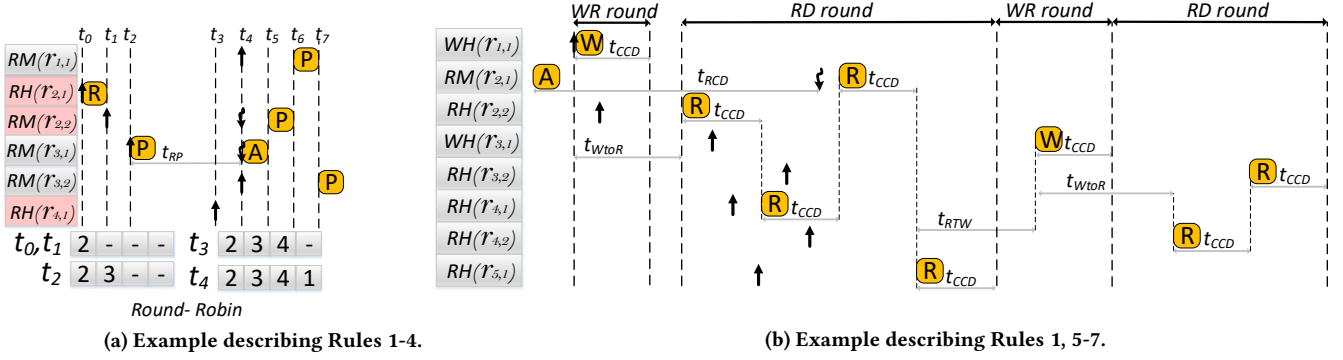 t0 t1 t2 t3 t4 t5 t6 t7
RM(r1,1) P
RH(r2,1) R
RM(r2,2) P
RM(r3,1) P tRP A
RM(r3,2) P
RH(r4,1)
t0,t1 2 - - - t3 2 3 4 -
t2 2 3 - - t4 2 3 4 1
Round- Robin
(a) Example describing Rules 1-4.
WR round RD round WR round RD round
WH(r1,1) W tCCD
RM(r2,1) A tRCD R tCCD
RH(r2,2) R tCCD
WH(r3,1) tWtoR W tCCD
RH(r3,2) tWtoR R tCCD
RH(r4,1) R tCCD
RH(r4,2) tRTW R tCCD
RH(r5,1) R tCCD
(b) Example describing Rules 1, 5-7.